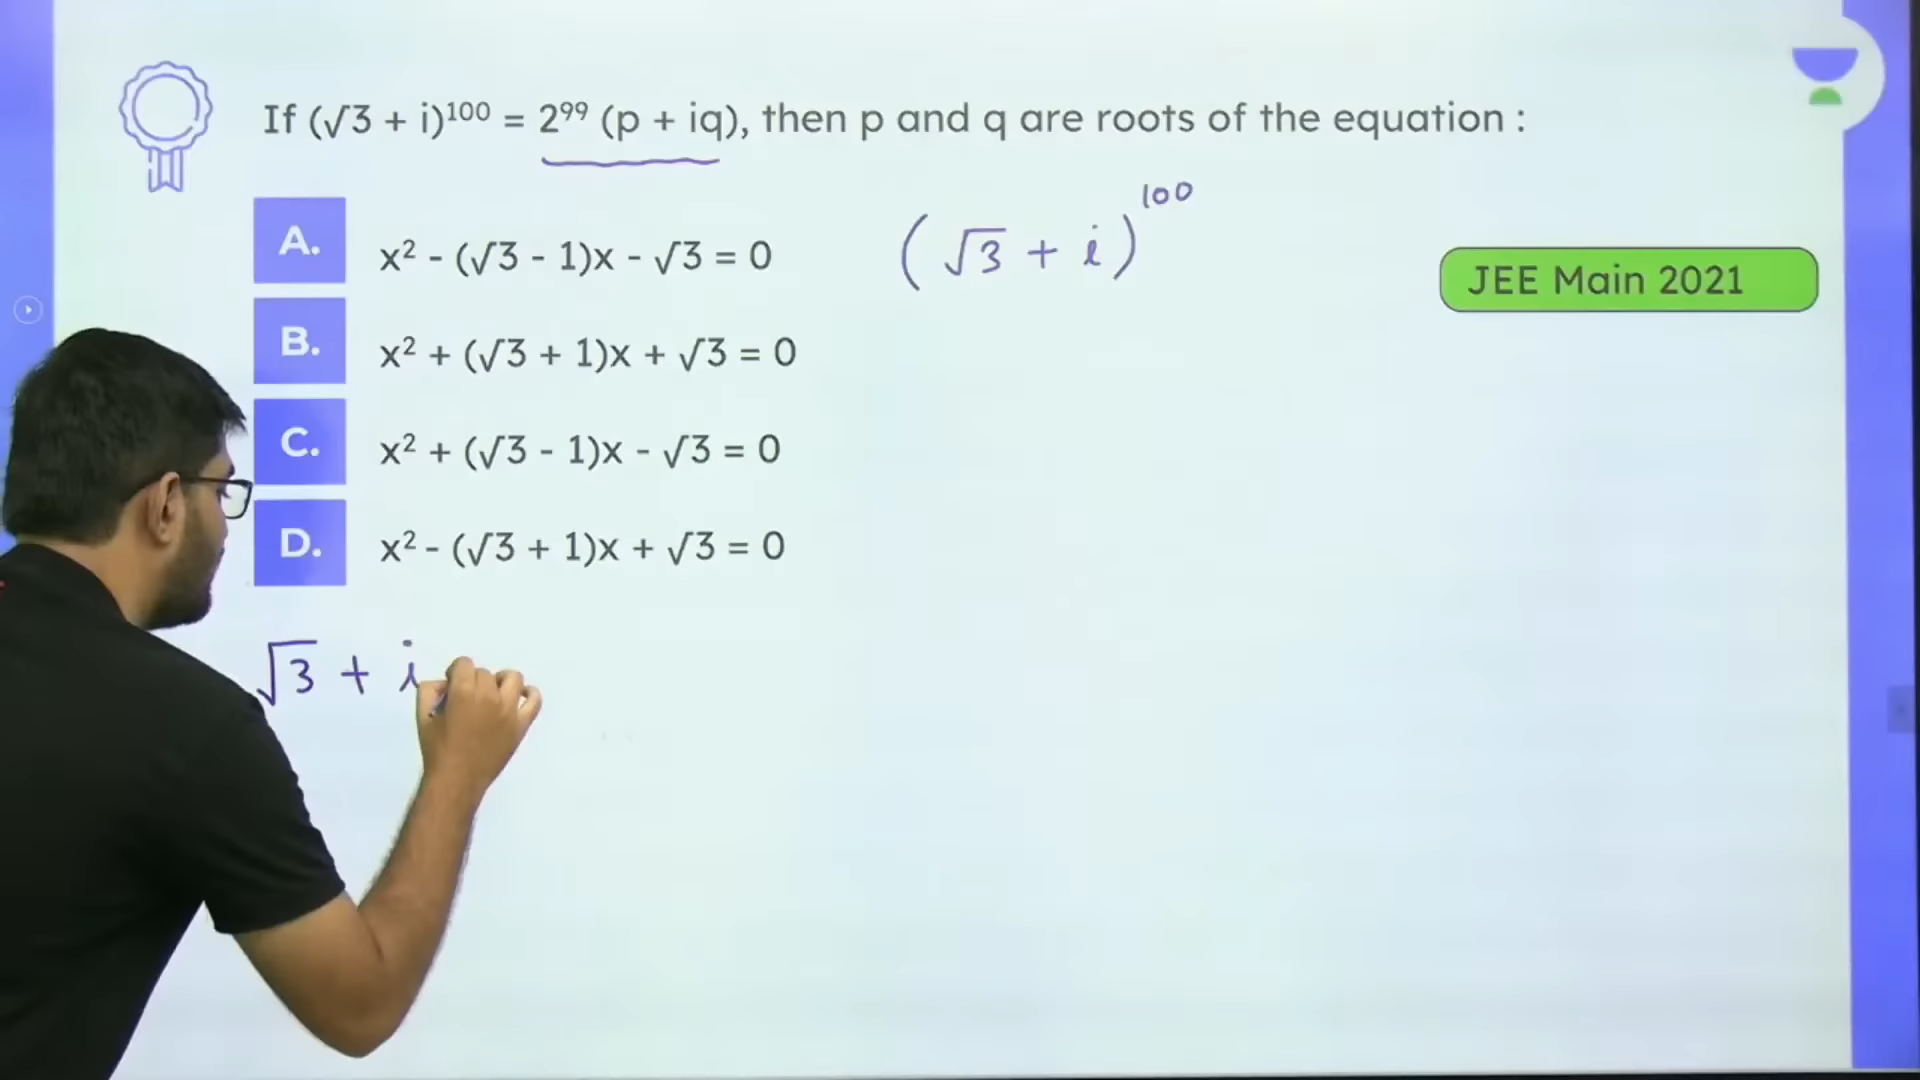 If (√3 + i)¹⁰⁰ = 2⁹⁹ (p + iq), then p and q are roots of the equation :
A. x² - (√3 - 1)x - √3 = 0
B. x² + (√3 + 1)x + √3 = 0
C. x² + (√3 - 1)x - √3 = 0
D. x² - (√3 + 1)x + √3 = 0
(√3 + i)¹⁰⁰
JEE Main 2021
√3 + i